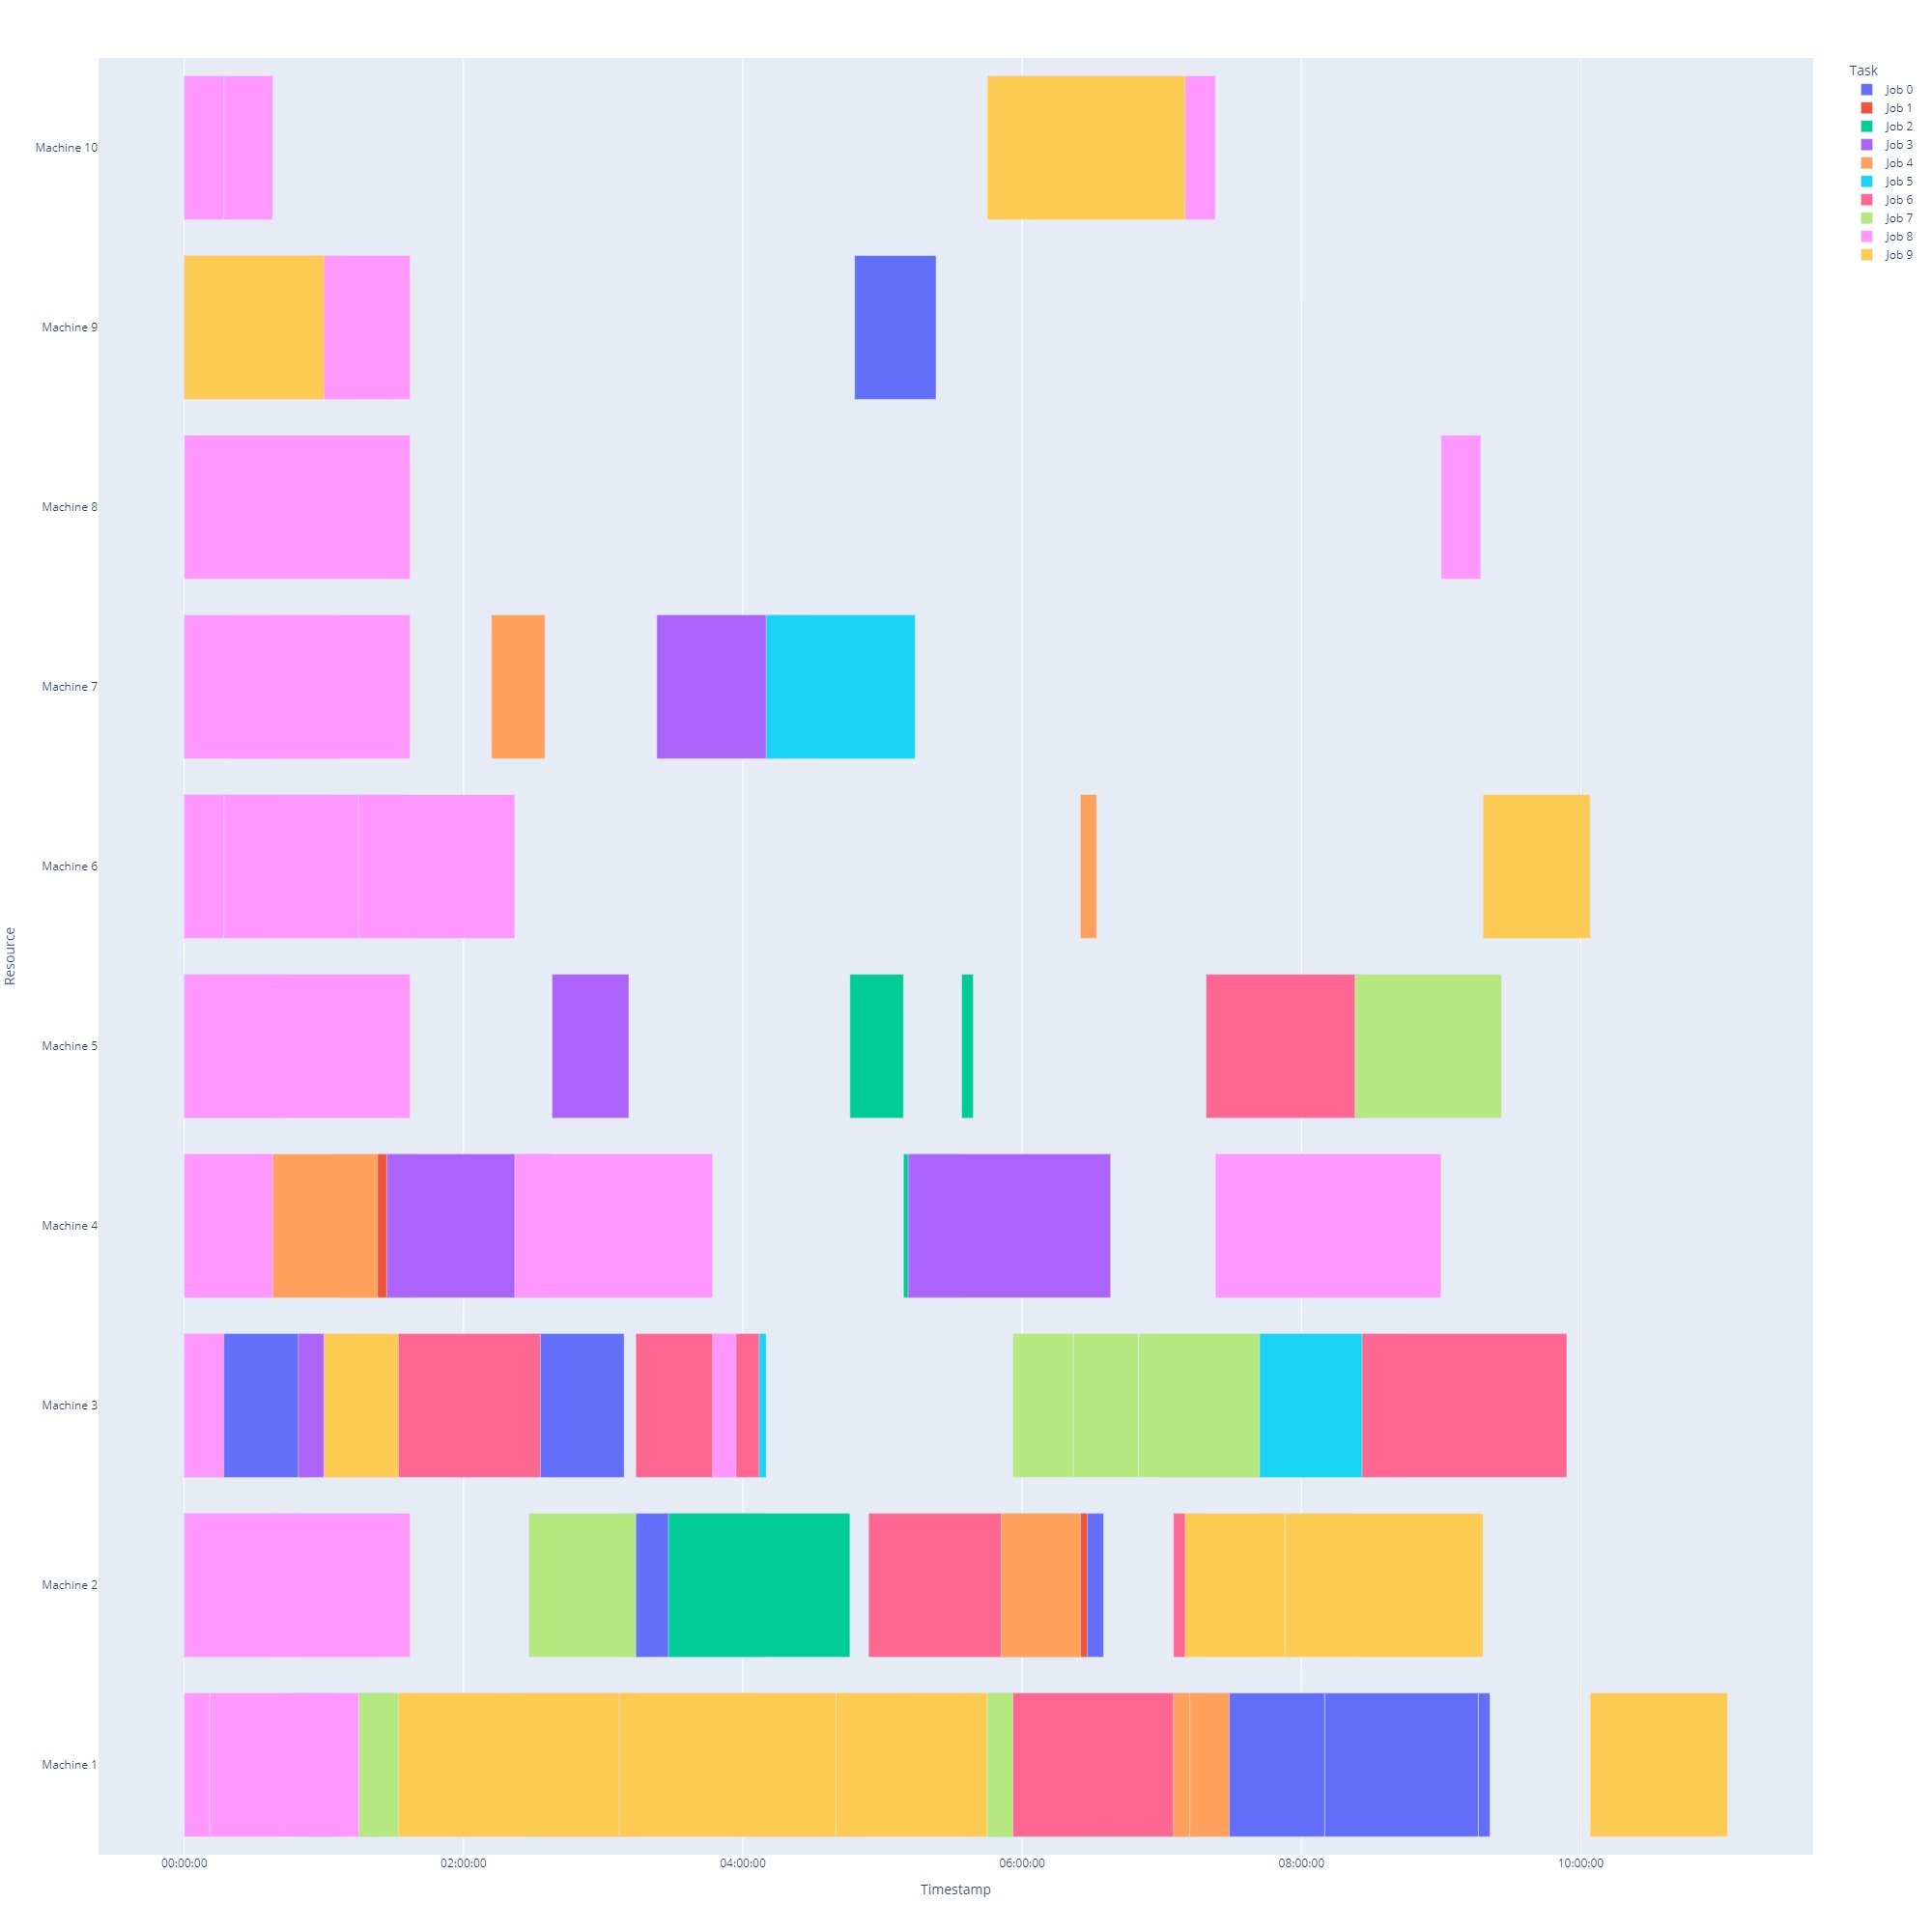 Task
Job 0
Job 1
Job 2
Job 3
Job 4
Job 5
Job 6
Job 7
Job 8
Job 9
Machine 10
Machine 9
Machine 8
Machine 7
Machine 6
Resource
Machine 5
Machine 4
Machine 3
Machine 2
Machine 1
00:00:00 02:00:00 04:00:00 06:00:00 08:00:00 10:00:00
Timestamp